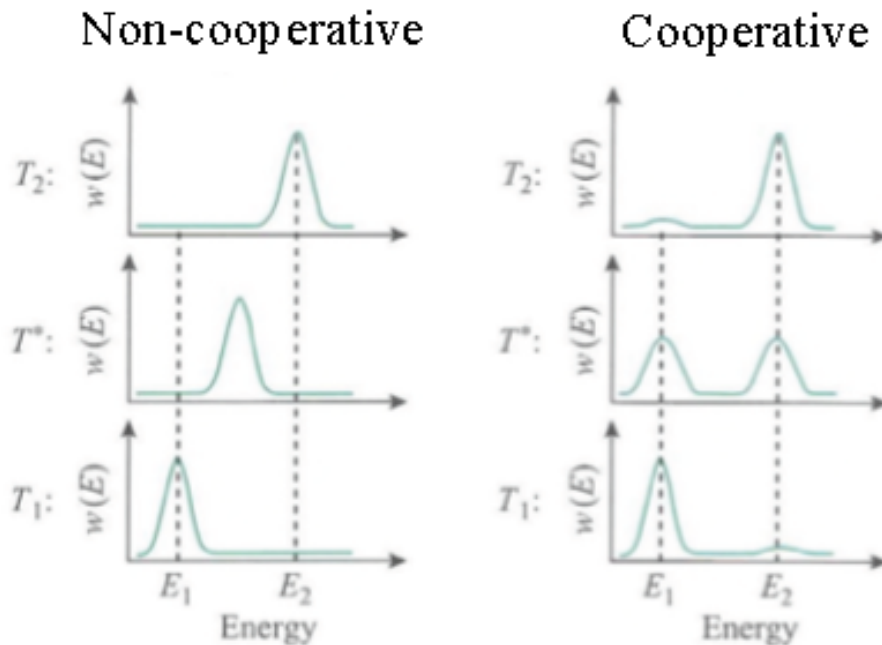 Non-cooperative
T₂: w(E)
T*: w(E)
T₁: w(E)
E₁ E₂
Energy
Cooperative
T₂: w(E)
T*: w(E)
T₁: w(E)
E₁ E₂
Energy